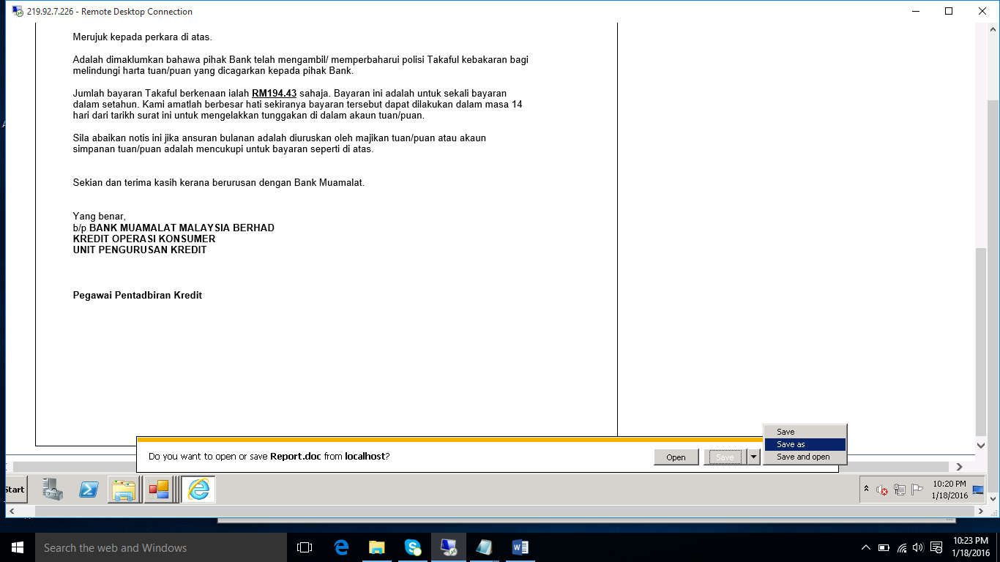 219.92.7.226 - Remote Desktop Connection
Merujuk kepada perkara di atas.
Adalah dimaklumkan bahawa pihak Bank telah mengambil/ memperbaharui polisi Takaful kebakaran bagi
melindungi harta tuan/puan yang dicagarkan kepada pihak Bank.
Jumlah bayaran Takaful berkenaan ialah RM194.43 sahaja. Bayaran ini adalah untuk sekali bayaran
dalam setahun. Kami amatlah berbesar hati sekiranya bayaran tersebut dapat dilakukan dalam masa 14
hari dari tarikh surat ini untuk mengelakkan tunggakan di dalam akaun tuan/puan.
Sila abaikan notis ini jika ansuran bulanan adalah diuruskan oleh majikan tuan/puan atau akaun
simpanan tuan/puan adalah mencukupi untuk bayaran seperti di atas.
Sekian dan terima kasih kerana berurusan dengan Bank Muamalat.
Yang benar,
b/p BANK MUAMALAT MALAYSIA BERHAD
KREDIT OPERASI KONSUMER
UNIT PENGURUSAN KREDIT
Pegawai Pentadbiran Kredit
Do you want to open or save Report.doc from localhost?
Open
Save
Save
Save as
Save and open
Start
10:20 PM
1/18/2016
Search the web and Windows
10:23 PM
1/18/2016